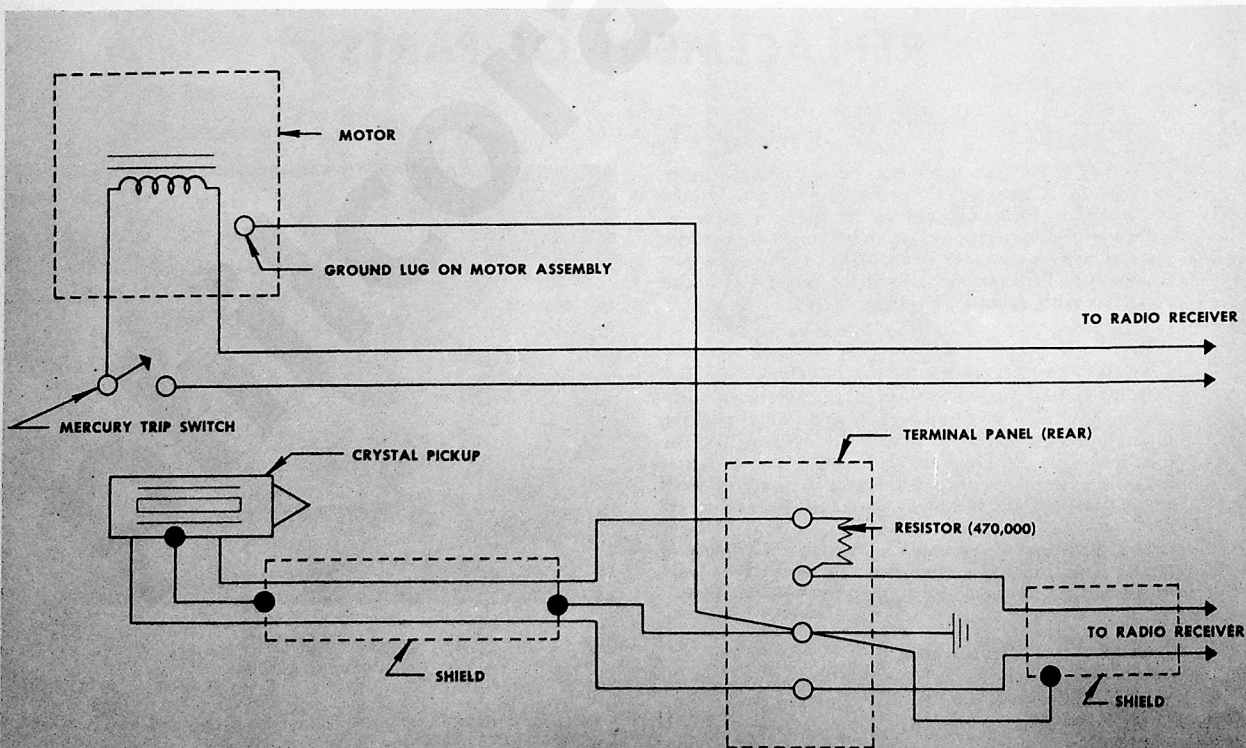 MOTOR
GROUND LUG ON MOTOR ASSEMBLY
TO RADIO RECEIVER
MERCURY TRIP SWITCH
TERMINAL PANEL (REAR)
CRYSTAL PICKUP
RESISTOR (470,000)
TO RADIO RECEIVER
SHIELD
SHIELD